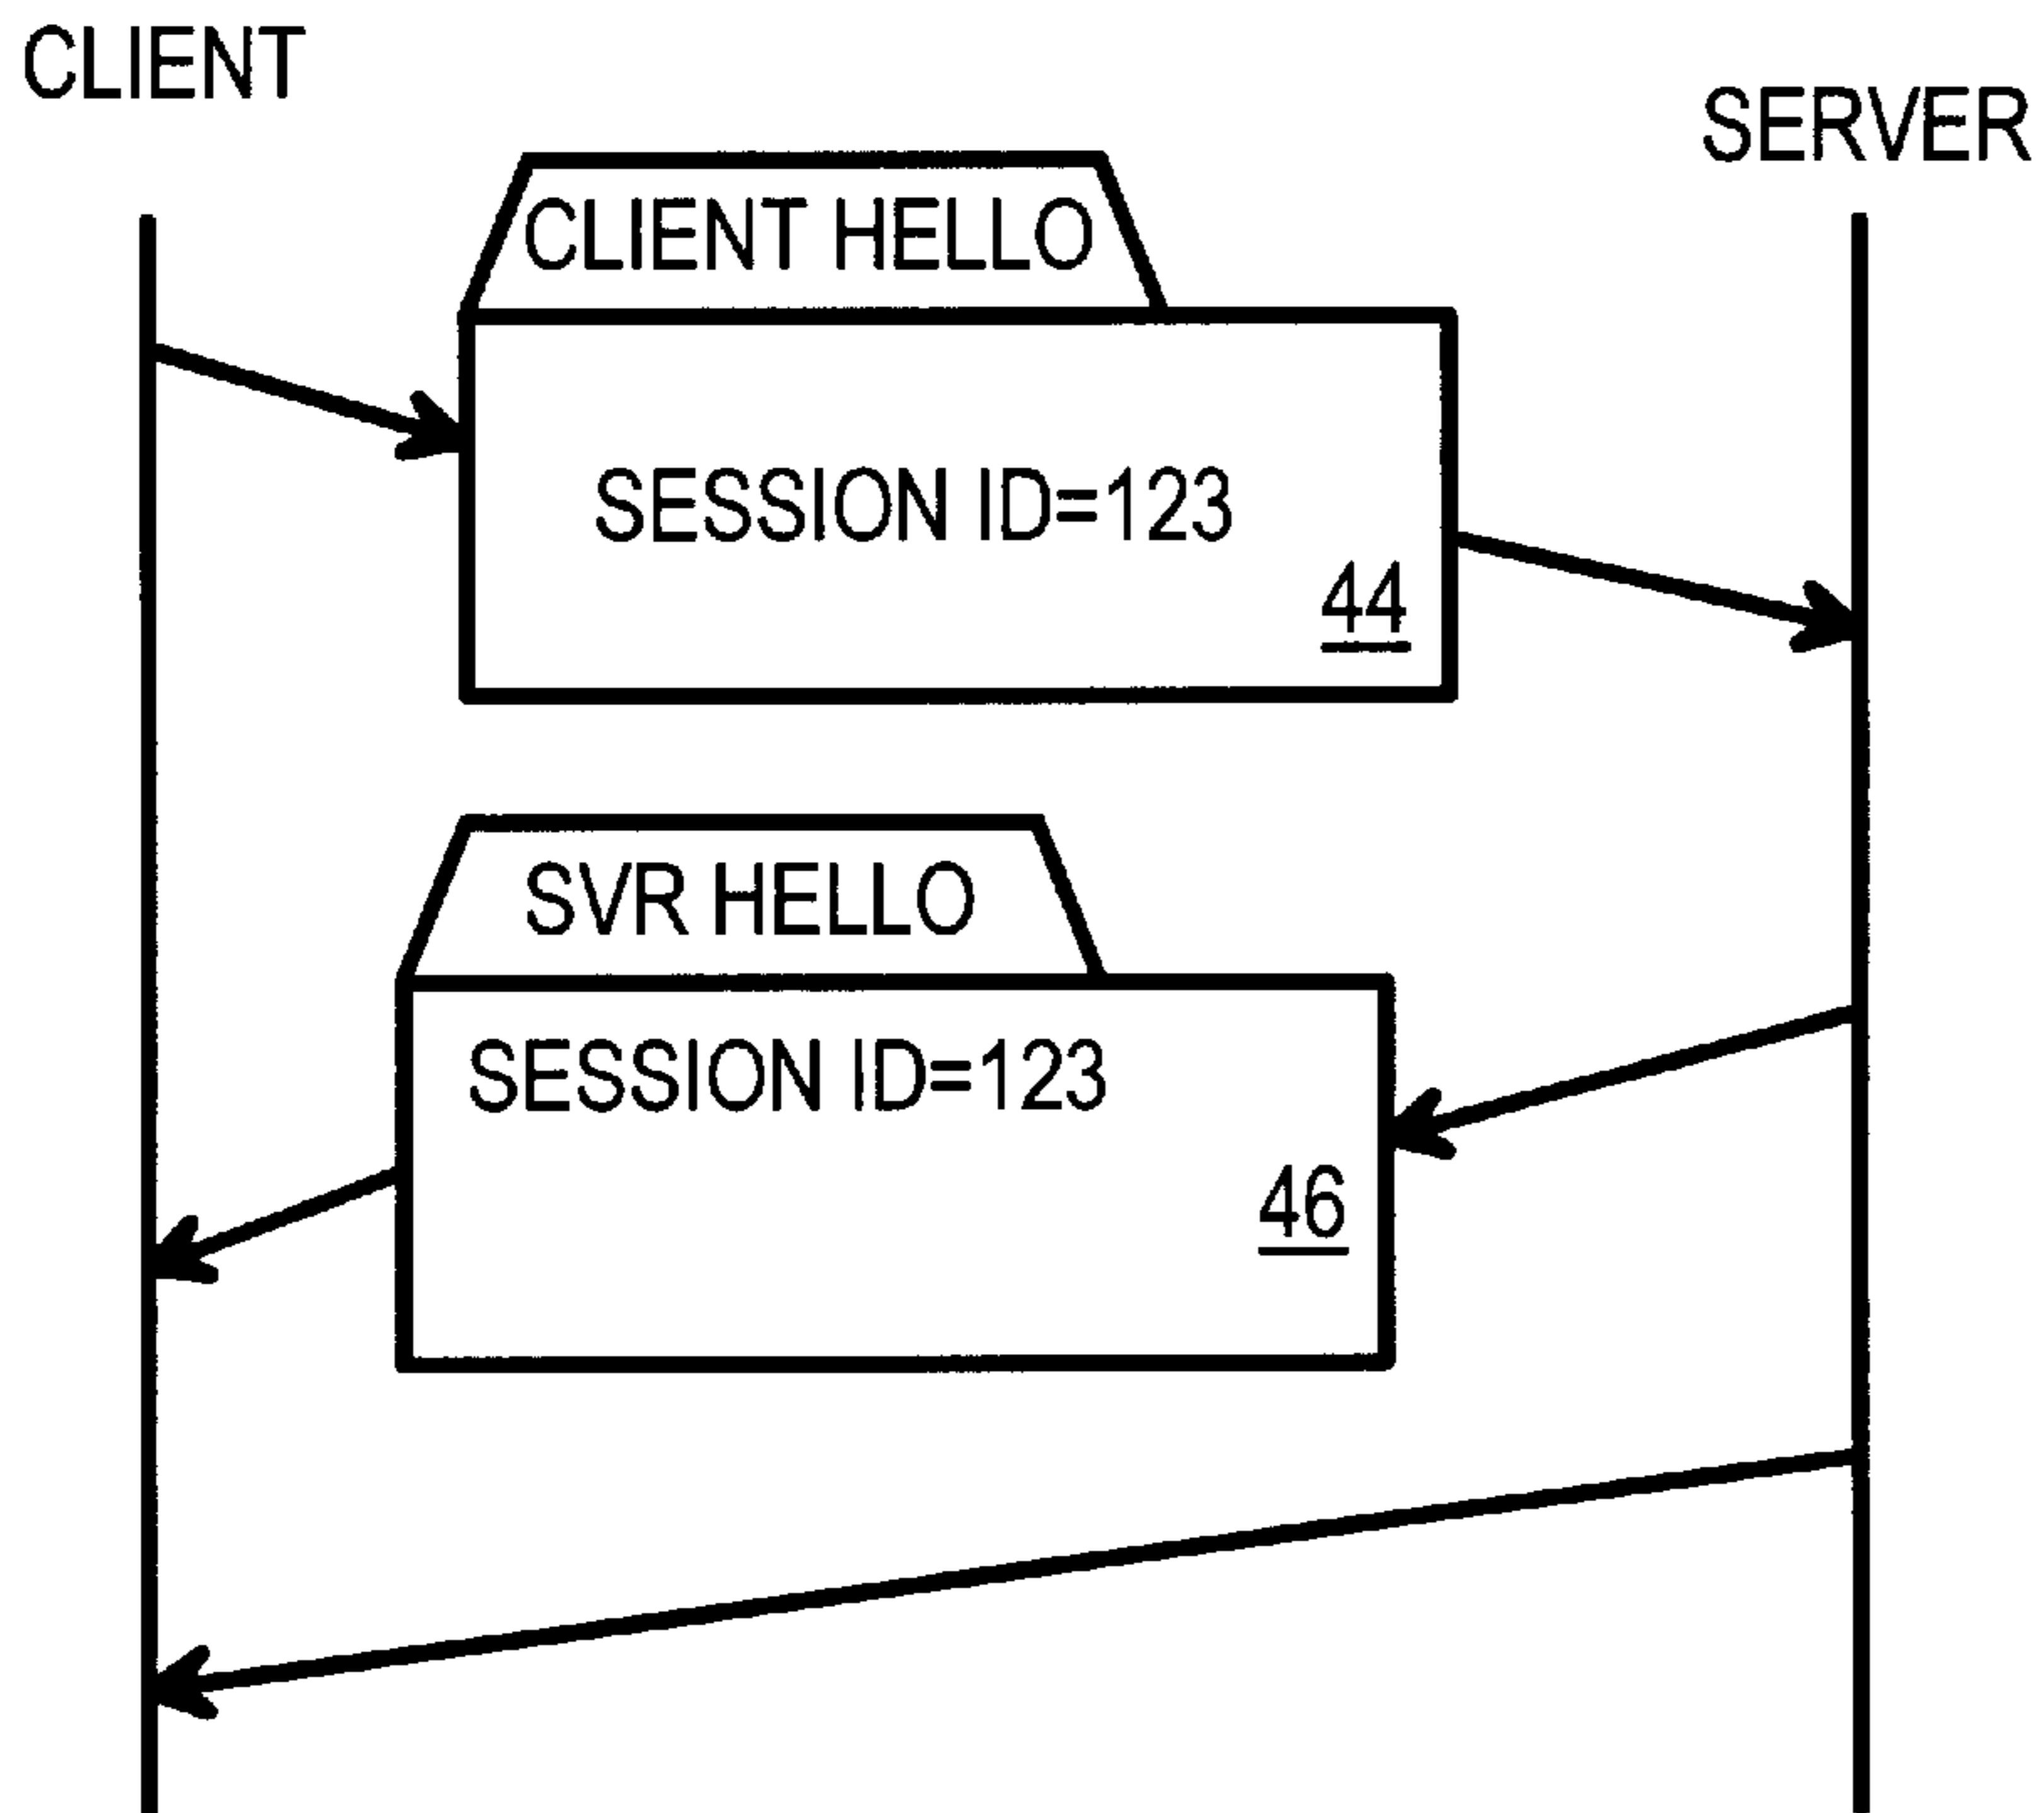 CLIENT
SERVER
CLIENT HELLO
SESSION ID=123
44
SVR HELLO
SESSION ID=123
46